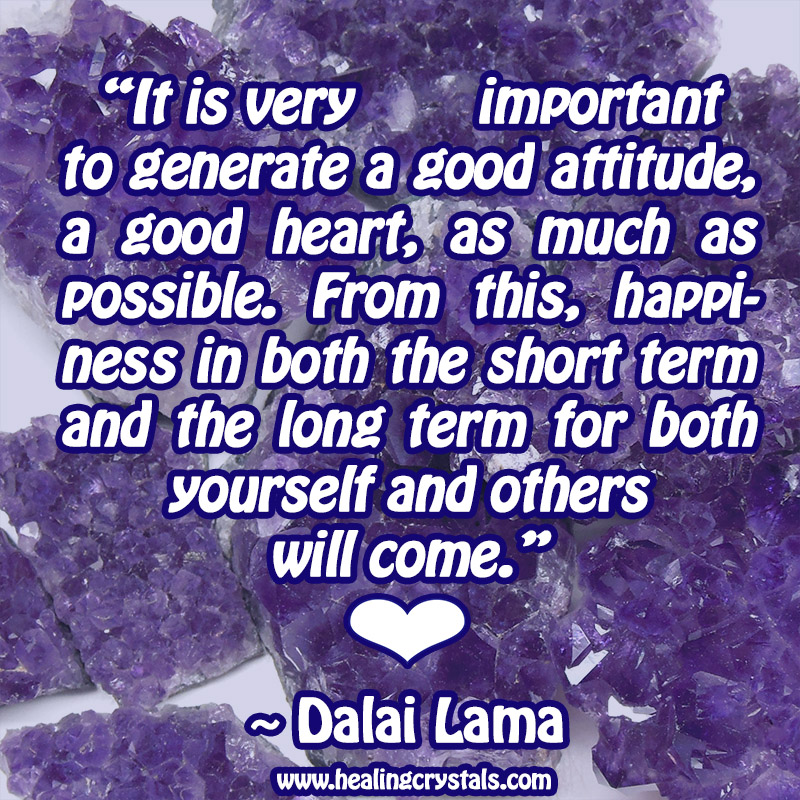 “It is very important
to generate a good attitude,
a good heart, as much as
possible. From this, happi-
ness in both the short term
and the long term for both
yourself and others
will come.”
~ Dalai Lama
www.healingcrystals.com